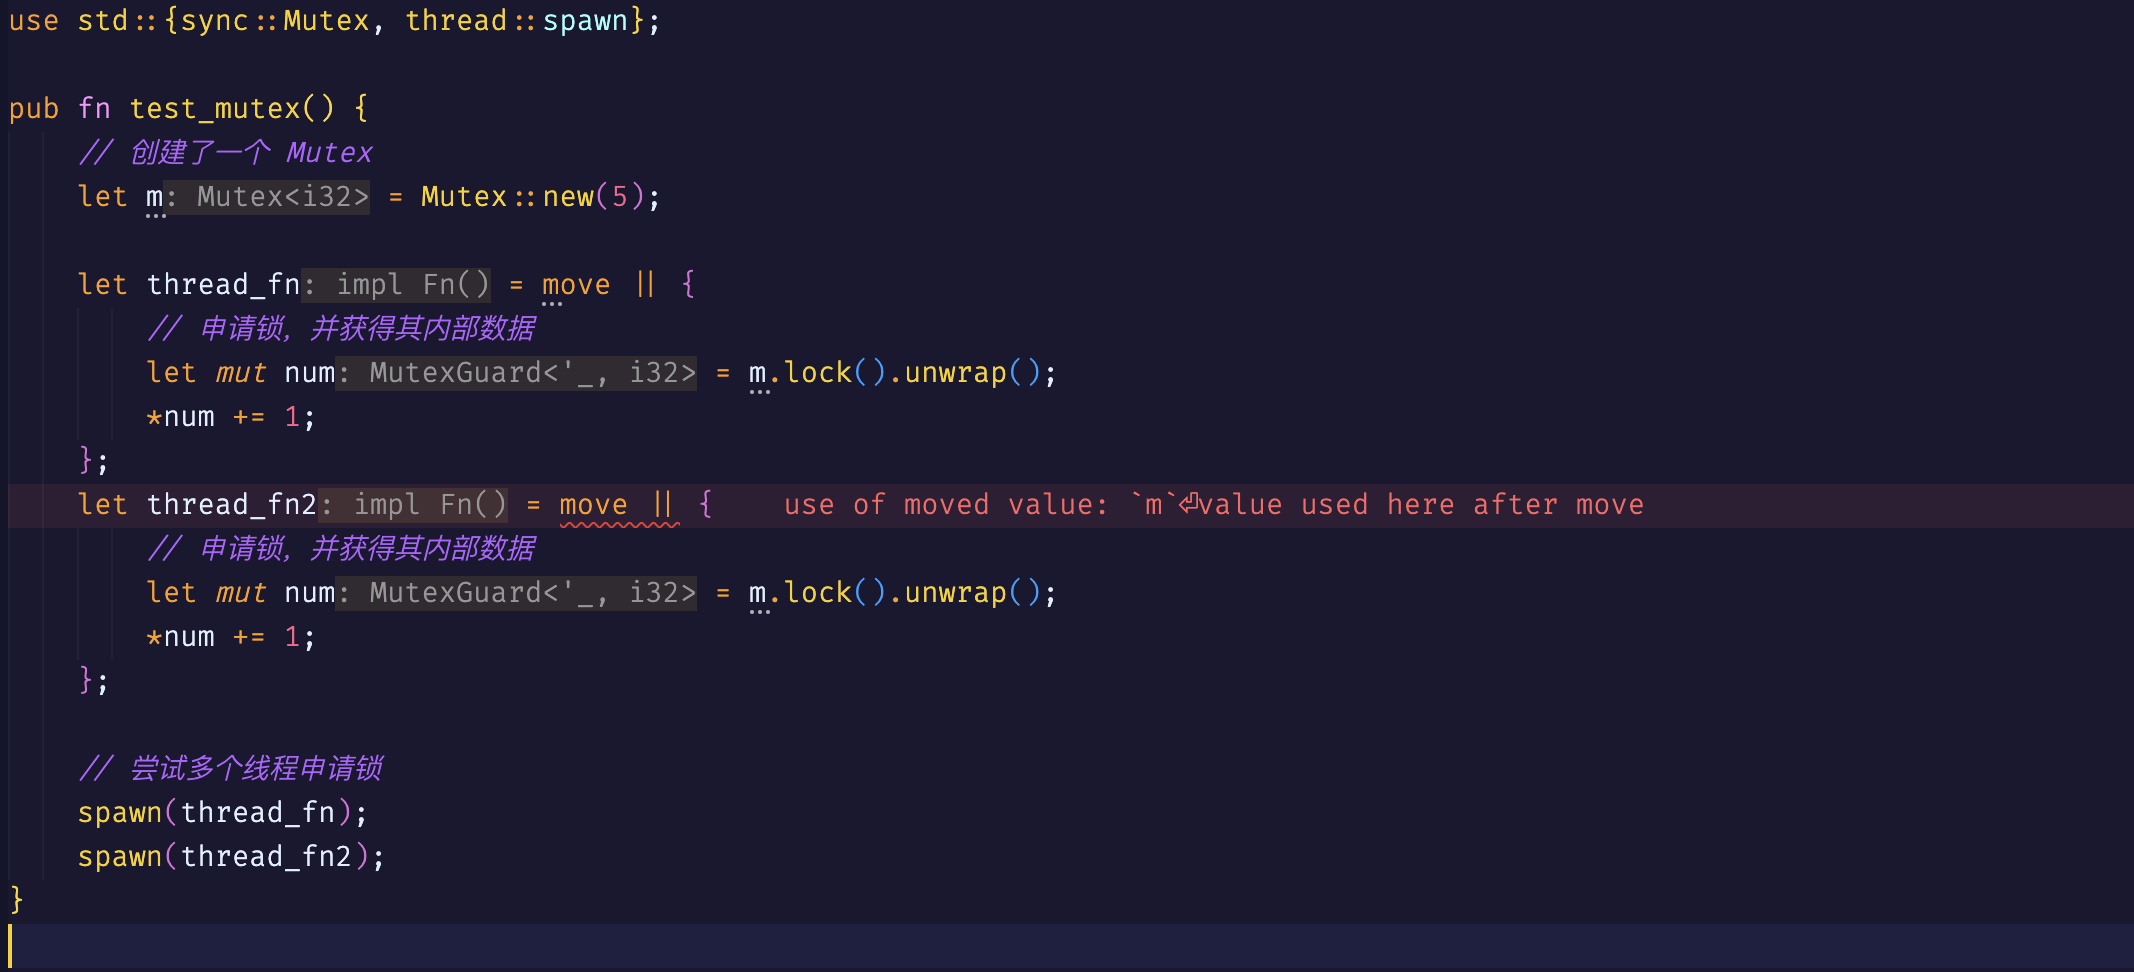 use std::{sync::Mutex, thread::spawn};
pub fn test_mutex() {
// 创建了一个 Mutex
let m: Mutex<i32> = Mutex::new(5);
let thread_fn: impl Fn() = move || {
// 申请锁, 并获得其内部数据
let mut num: MutexGuard<'_, i32> = m.lock().unwrap();
*num += 1;
};
let thread_fn2: impl Fn() = move || { use of moved value: `m`⏎value used here after move
// 申请锁, 并获得其内部数据
let mut num: MutexGuard<'_, i32> = m.lock().unwrap();
*num += 1;
};
// 尝试多个线程申请锁
spawn(thread_fn);
spawn(thread_fn2);
}